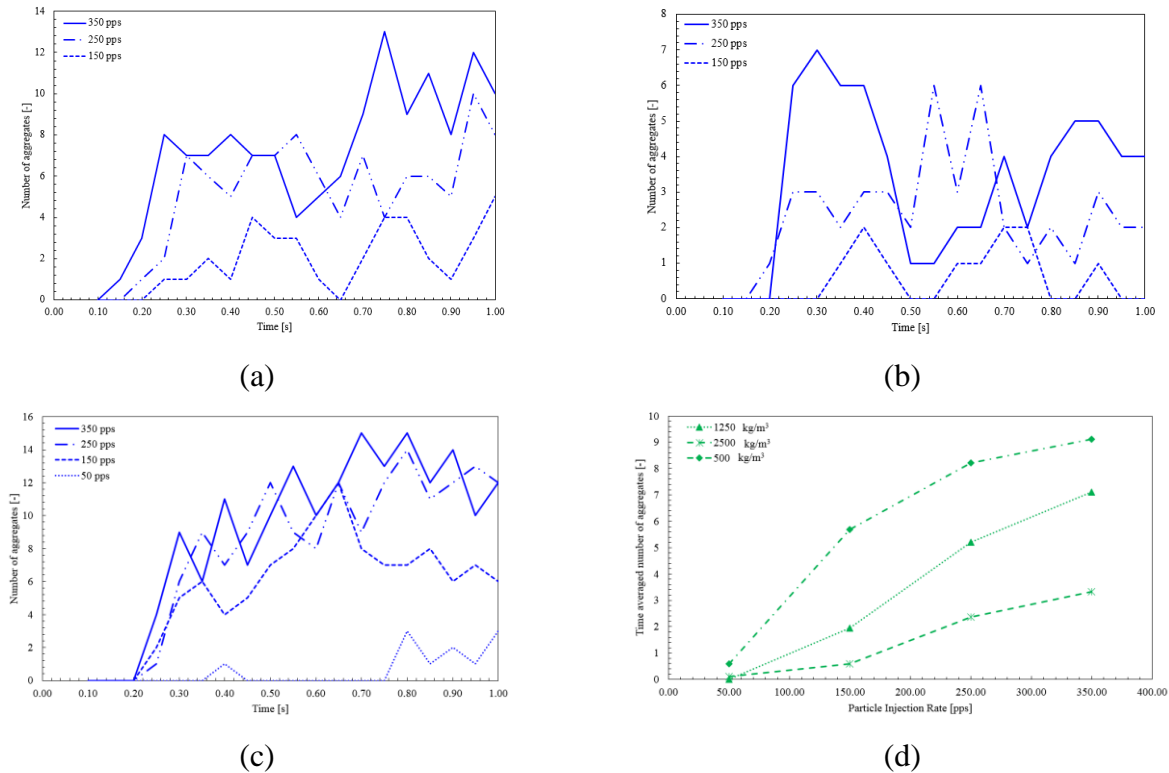 14
12
10
8
6
4
2
0
Number of aggregates [-]
350 pps
250 pps
150 pps
0.00 0.10 0.20 0.30 0.40 0.50 0.60 0.70 0.80 0.90 1.00
Time [s]
(a)
8
7
6
5
4
3
2
1
0
Number of aggregates [-]
350 pps
250 pps
150 pps
0.00 0.10 0.20 0.30 0.40 0.50 0.60 0.70 0.80 0.90 1.00
Time [s]
(b)
16
14
12
10
8
6
4
2
0
Number of aggregates [-]
350 pps
250 pps
150 pps
50 pps
0.00 0.10 0.20 0.30 0.40 0.50 0.60 0.70 0.80 0.90 1.00
Time [s]
(c)
10
9
8
7
6
5
4
3
2
1
0
Time averaged number of aggregates [-]
1250 kg/m³
2500 kg/m³
500 kg/m³
0.00 50.00 100.00 150.00 200.00 250.00 300.00 350.00 400.00
Particle Injection Rate [pps]
(d)